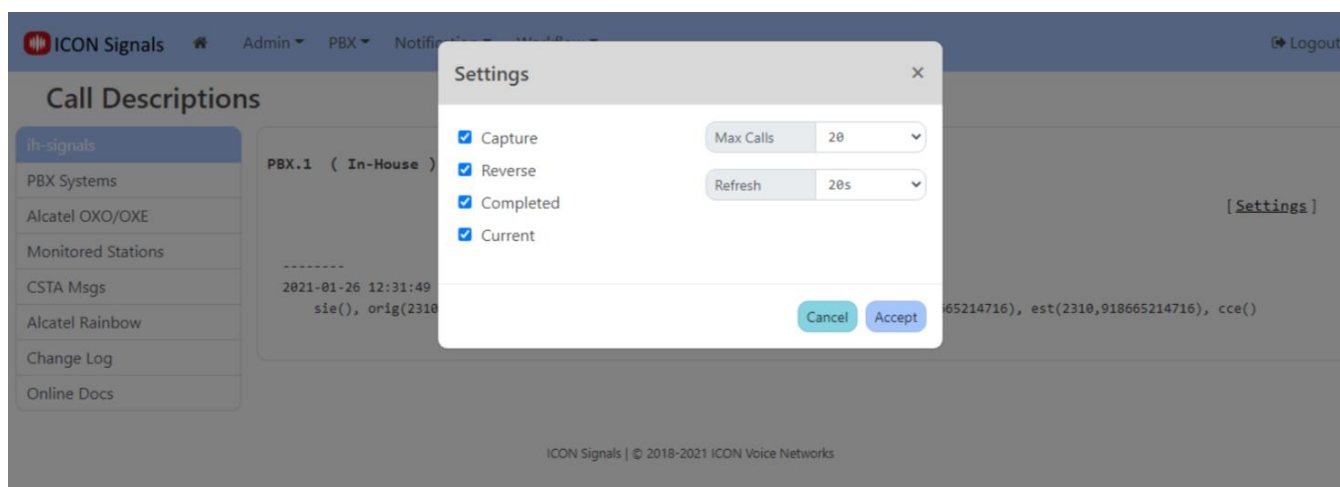 ICON Signals Admin PBX Logout
Call Descriptions
ih-signals
PBX Systems
Alcatel OXO/OXE
Monitored Stations
CSTA Msgs
Alcatel Rainbow
Change Log
Online Docs
PBX.1 ( In-House )
[Settings]
--------
2021-01-26 12:31:49
sie(), est(2310,918665214716), cce()
Settings ×
Capture
Reverse
Completed
Current
Max Calls 20
Refresh 20s
Cancel Accept
ICON Signals | © 2018-2021 ICON Voice Networks